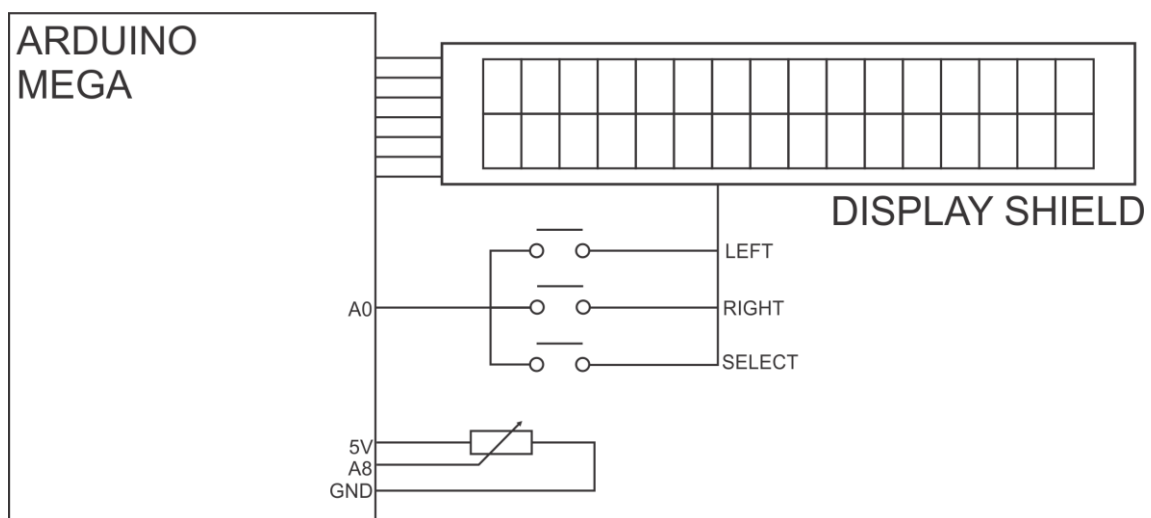 ARDUINO
MEGA
DISPLAY SHIELD
LEFT
A0
RIGHT
SELECT
5V
A8
GND